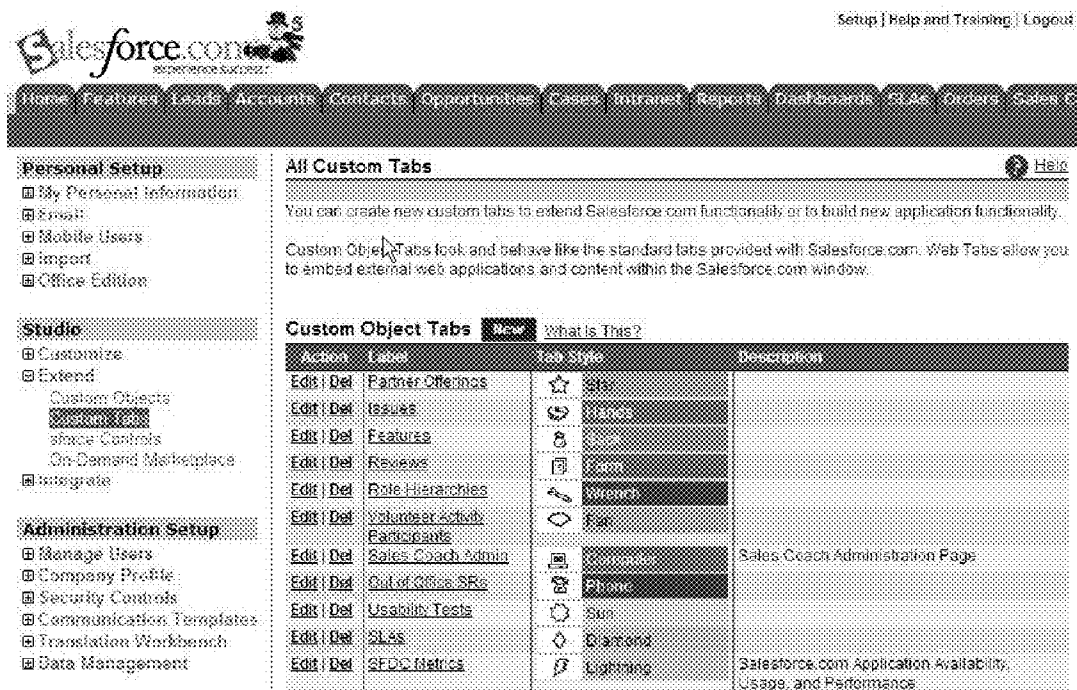 Salesforce.com
experience success
Setup | Help and Training | Logout
Home Features Leads Accounts Contacts Opportunities Cases Intranet Reports Dashboards SLAs Orders Sales
Personal Setup
My Personal Information
Email
Mobile Users
Import
Office Edition
Studio
Customize
Extend
Custom Objects
Custom Tabs
sforce Controls
On-Demand Marketplace
Integrate
Administration Setup
Manage Users
Company Profile
Security Controls
Communication Templates
Translation Workbench
Data Management
All Custom Tabs
Help
You can create new custom tabs to extend Salesforce.com functionality or to build new application functionality.
Custom Object Tabs look and behave like the standard tabs provided with Salesforce.com. Web Tabs allow you
to embed external web applications and content within the Salesforce.com window.
Custom Object Tabs New What Is This?
Action Label Tab Style Description
Edit | Del Partner Offerings Star
Edit | Del Issues Hands
Edit | Del Features
Edit | Del Reviews Form
Edit | Del Role Hierarchies Wrench
Edit | Del Volunteer Activity
Participants Fan
Edit | Del Sales Coach Admin Computer Sales Coach Administration Page
Edit | Del Out of Office SRs Phone
Edit | Del Usability Tests Sun
Edit | Del SLAs Diamond
Edit | Del SFDC Metrics Lightning Salesforce.com Application Availability,
Usage, and Performance